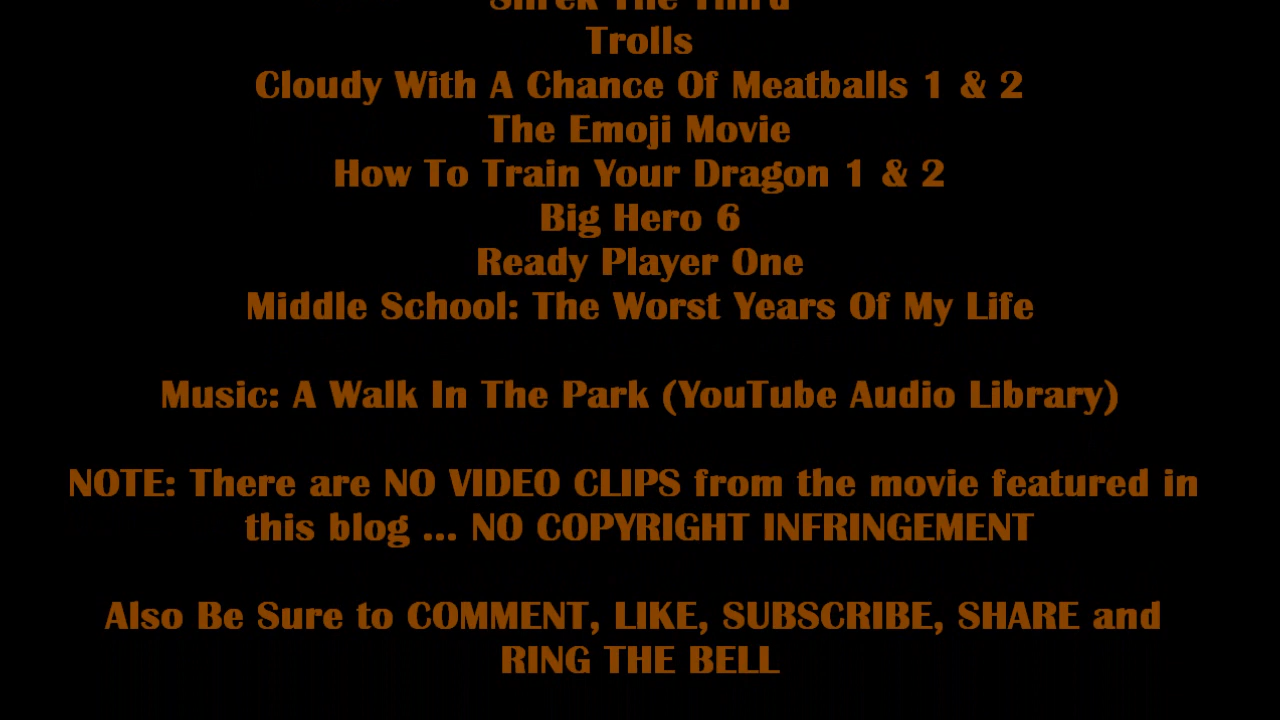 Shrek The Third
Trolls
Cloudy With A Chance Of Meatballs 1 & 2
The Emoji Movie
How To Train Your Dragon 1 & 2
Big Hero 6
Ready Player One
Middle School: The Worst Years Of My Life
Music: A Walk In The Park (YouTube Audio Library)
NOTE: There are NO VIDEO CLIPS from the movie featured in
this blog ... NO COPYRIGHT INFRINGEMENT
Also Be Sure to COMMENT, LIKE, SUBSCRIBE, SHARE and
RING THE BELL